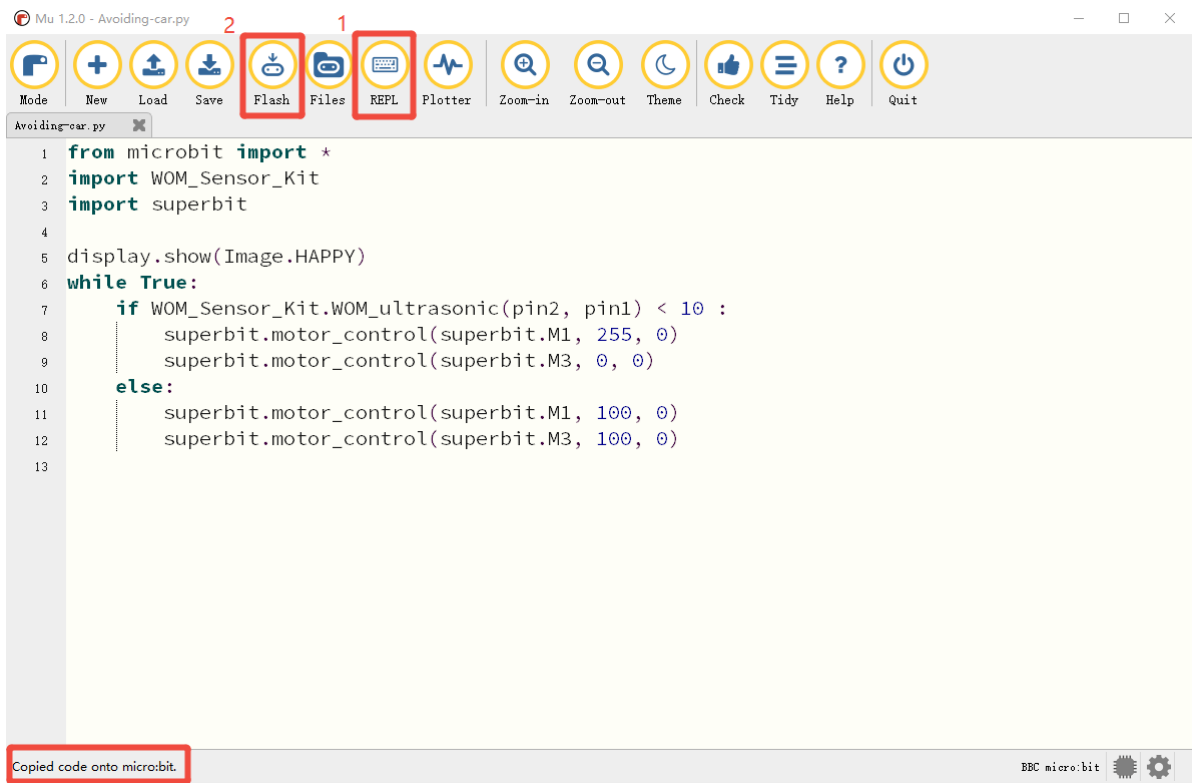 Mu 1.2.0 - Avoiding-car.py
2 1
Mode New Load Save Flash Files REPL Plotter Zoom-in Zoom-out Theme Check Tidy Help Quit
Avoiding-car.py
1 from microbit import *
2 import WOM_Sensor_Kit
3 import superbit
4
5 display.show(Image.HAPPY)
6 while True:
7     if WOM_Sensor_Kit.WOM_ultrasonic(pin2, pin1) < 10 :
8         superbit.motor_control(superbit.M1, 255, 0)
9         superbit.motor_control(superbit.M3, 0, 0)
10     else:
11         superbit.motor_control(superbit.M1, 100, 0)
12         superbit.motor_control(superbit.M3, 100, 0)
13
Copied code onto micro:bit. BBC micro:bit